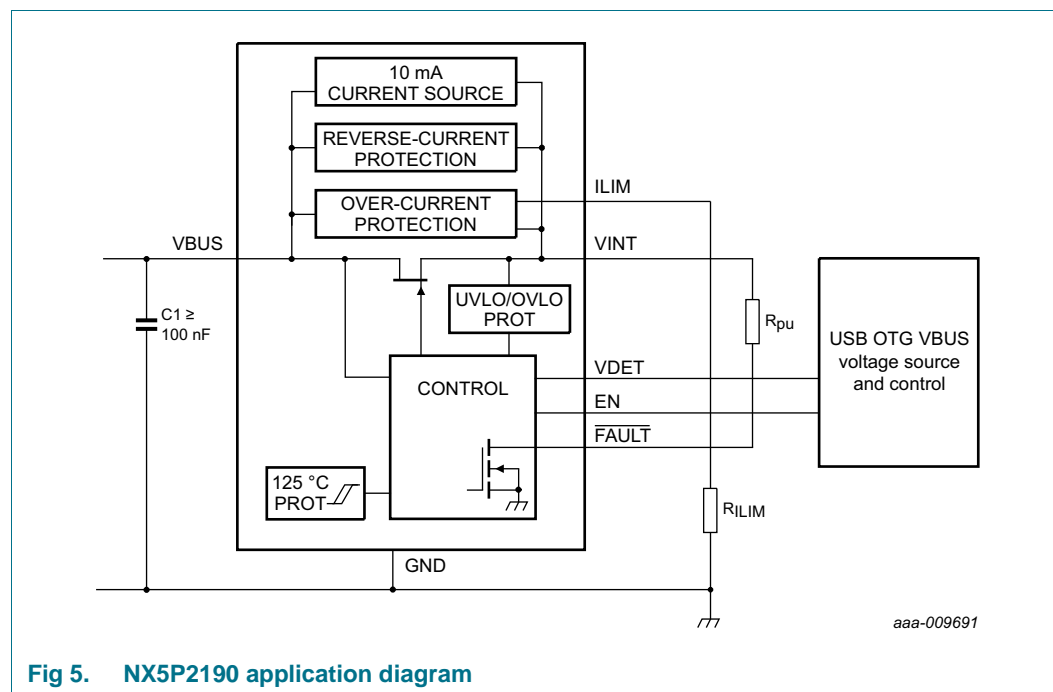 10 mA
CURRENT SOURCE
REVERSE-CURRENT
PROTECTION
OVER-CURRENT
PROTECTION
ILIM
VBUS
VINT
C1 ≥
100 nF
UVLO/OVLO
PROT
Rpu
USB OTG VBUS
voltage source
and control
CONTROL
VDET
EN
FAULT
125 °C
PROT
RILIM
GND
aaa-009691
Fig 5. NX5P2190 application diagram